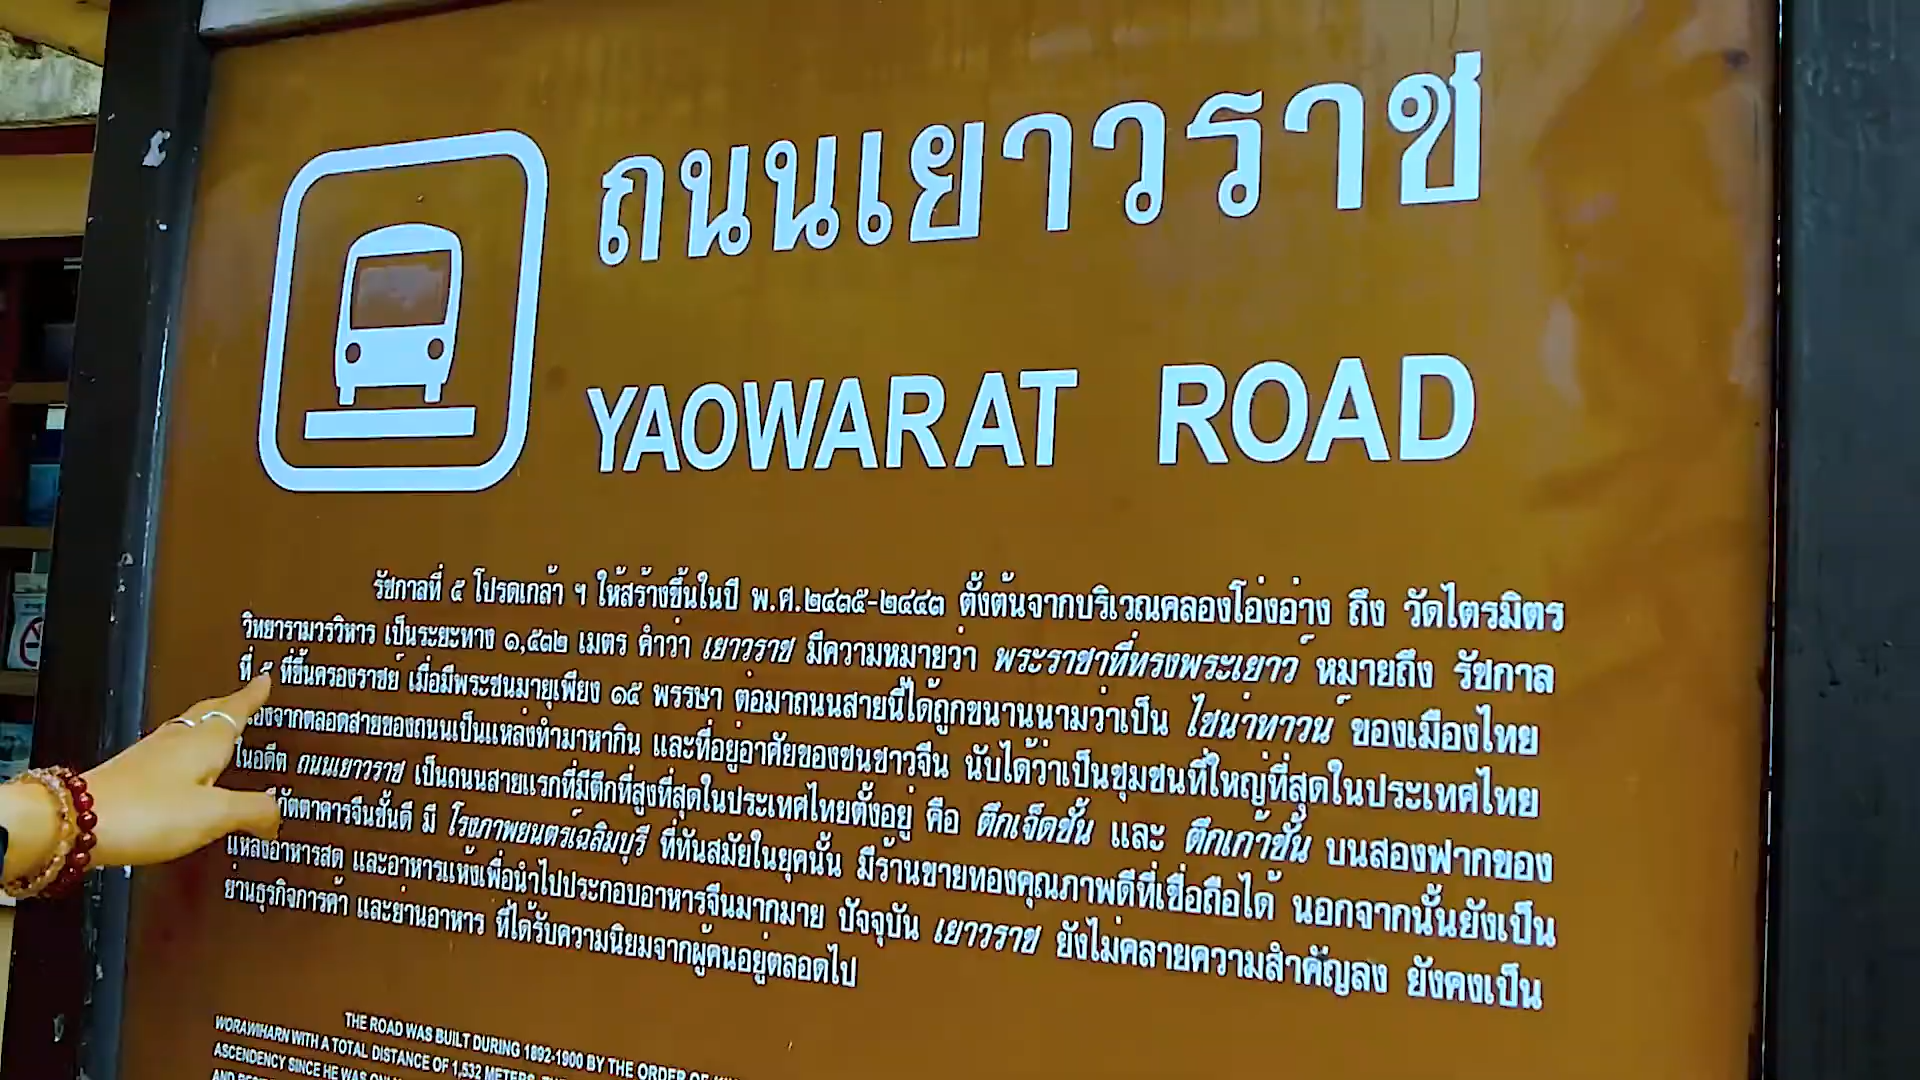 ถนนเยาวราช
YAOWARAT ROAD
รัชกาลที่ ๕ โปรดเกล้า ฯ ให้สร้างขึ้นในปี พ.ศ.๒๔๓๕-๒๔๔๓ ตั้งต้นจากบริเวณคลองโอ่งอ่าง ถึง วัดไตรมิตร
วิทยารามวรวิหาร เป็นระยะทาง ๑,๕๓๒ เมตร คำว่า เยาวราช มีความหมายว่า พระราชาที่ทรงพระเยาว์ หมายถึง รัชกาล
ที่ ๕ ที่ขึ้นครองราชย์ เมื่อมีพระชนมายุเพียง ๑๕ พรรษา ต่อมาถนนสายนี้ได้ถูกขนานนามว่าเป็น ไชน่าทาวน์ ของเมืองไทย
เนื่องจากตลอดสายของถนนเป็นแหล่งทำมาหากิน และที่อยู่อาศัยของชนชาวจีน นับได้ว่าเป็นชุมชนที่ใหญ่ที่สุดในประเทศไทย
ในอดีต ถนนเยาวราช เป็นถนนสายแรกที่มีตึกที่สูงที่สุดในประเทศไทยตั้งอยู่ คือ ตึกเจ็ดชั้น และ ตึกเก้าชั้น บนสองฟากของ
ภัตตาคารจีนชั้นดี มี โรงภาพยนตร์เฉลิมบุรี ที่ทันสมัยในยุคนั้น มีร้านขายทองคุณภาพดีที่เชื่อถือได้ นอกจากนั้นยังเป็น
แหล่งอาหารสด และอาหารแห้งเพื่อนำไปประกอบอาหารจีนมากมาย ปัจจุบัน เยาวราช ยังไม่คลายความสำคัญลง ยังคงเป็น
ย่านธุรกิจการค้า และย่านอาหาร ที่ได้รับความนิยมจากผู้คนอยู่ตลอดไป
THE ROAD WAS BUILT DURING 1892-1900 BY THE ORDER OF
WORAWIHARN WITH A TOTAL DISTANCE OF 1,532 METERS.
ASCENDENCY SINCE HE WAS